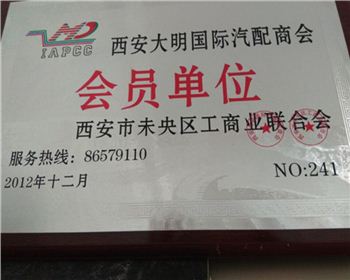 IAPCC
西安大明国际汽配商会
会员单位
西安市未央区工商业联合会
服务热线：86579110
2012年十二月
NO:241